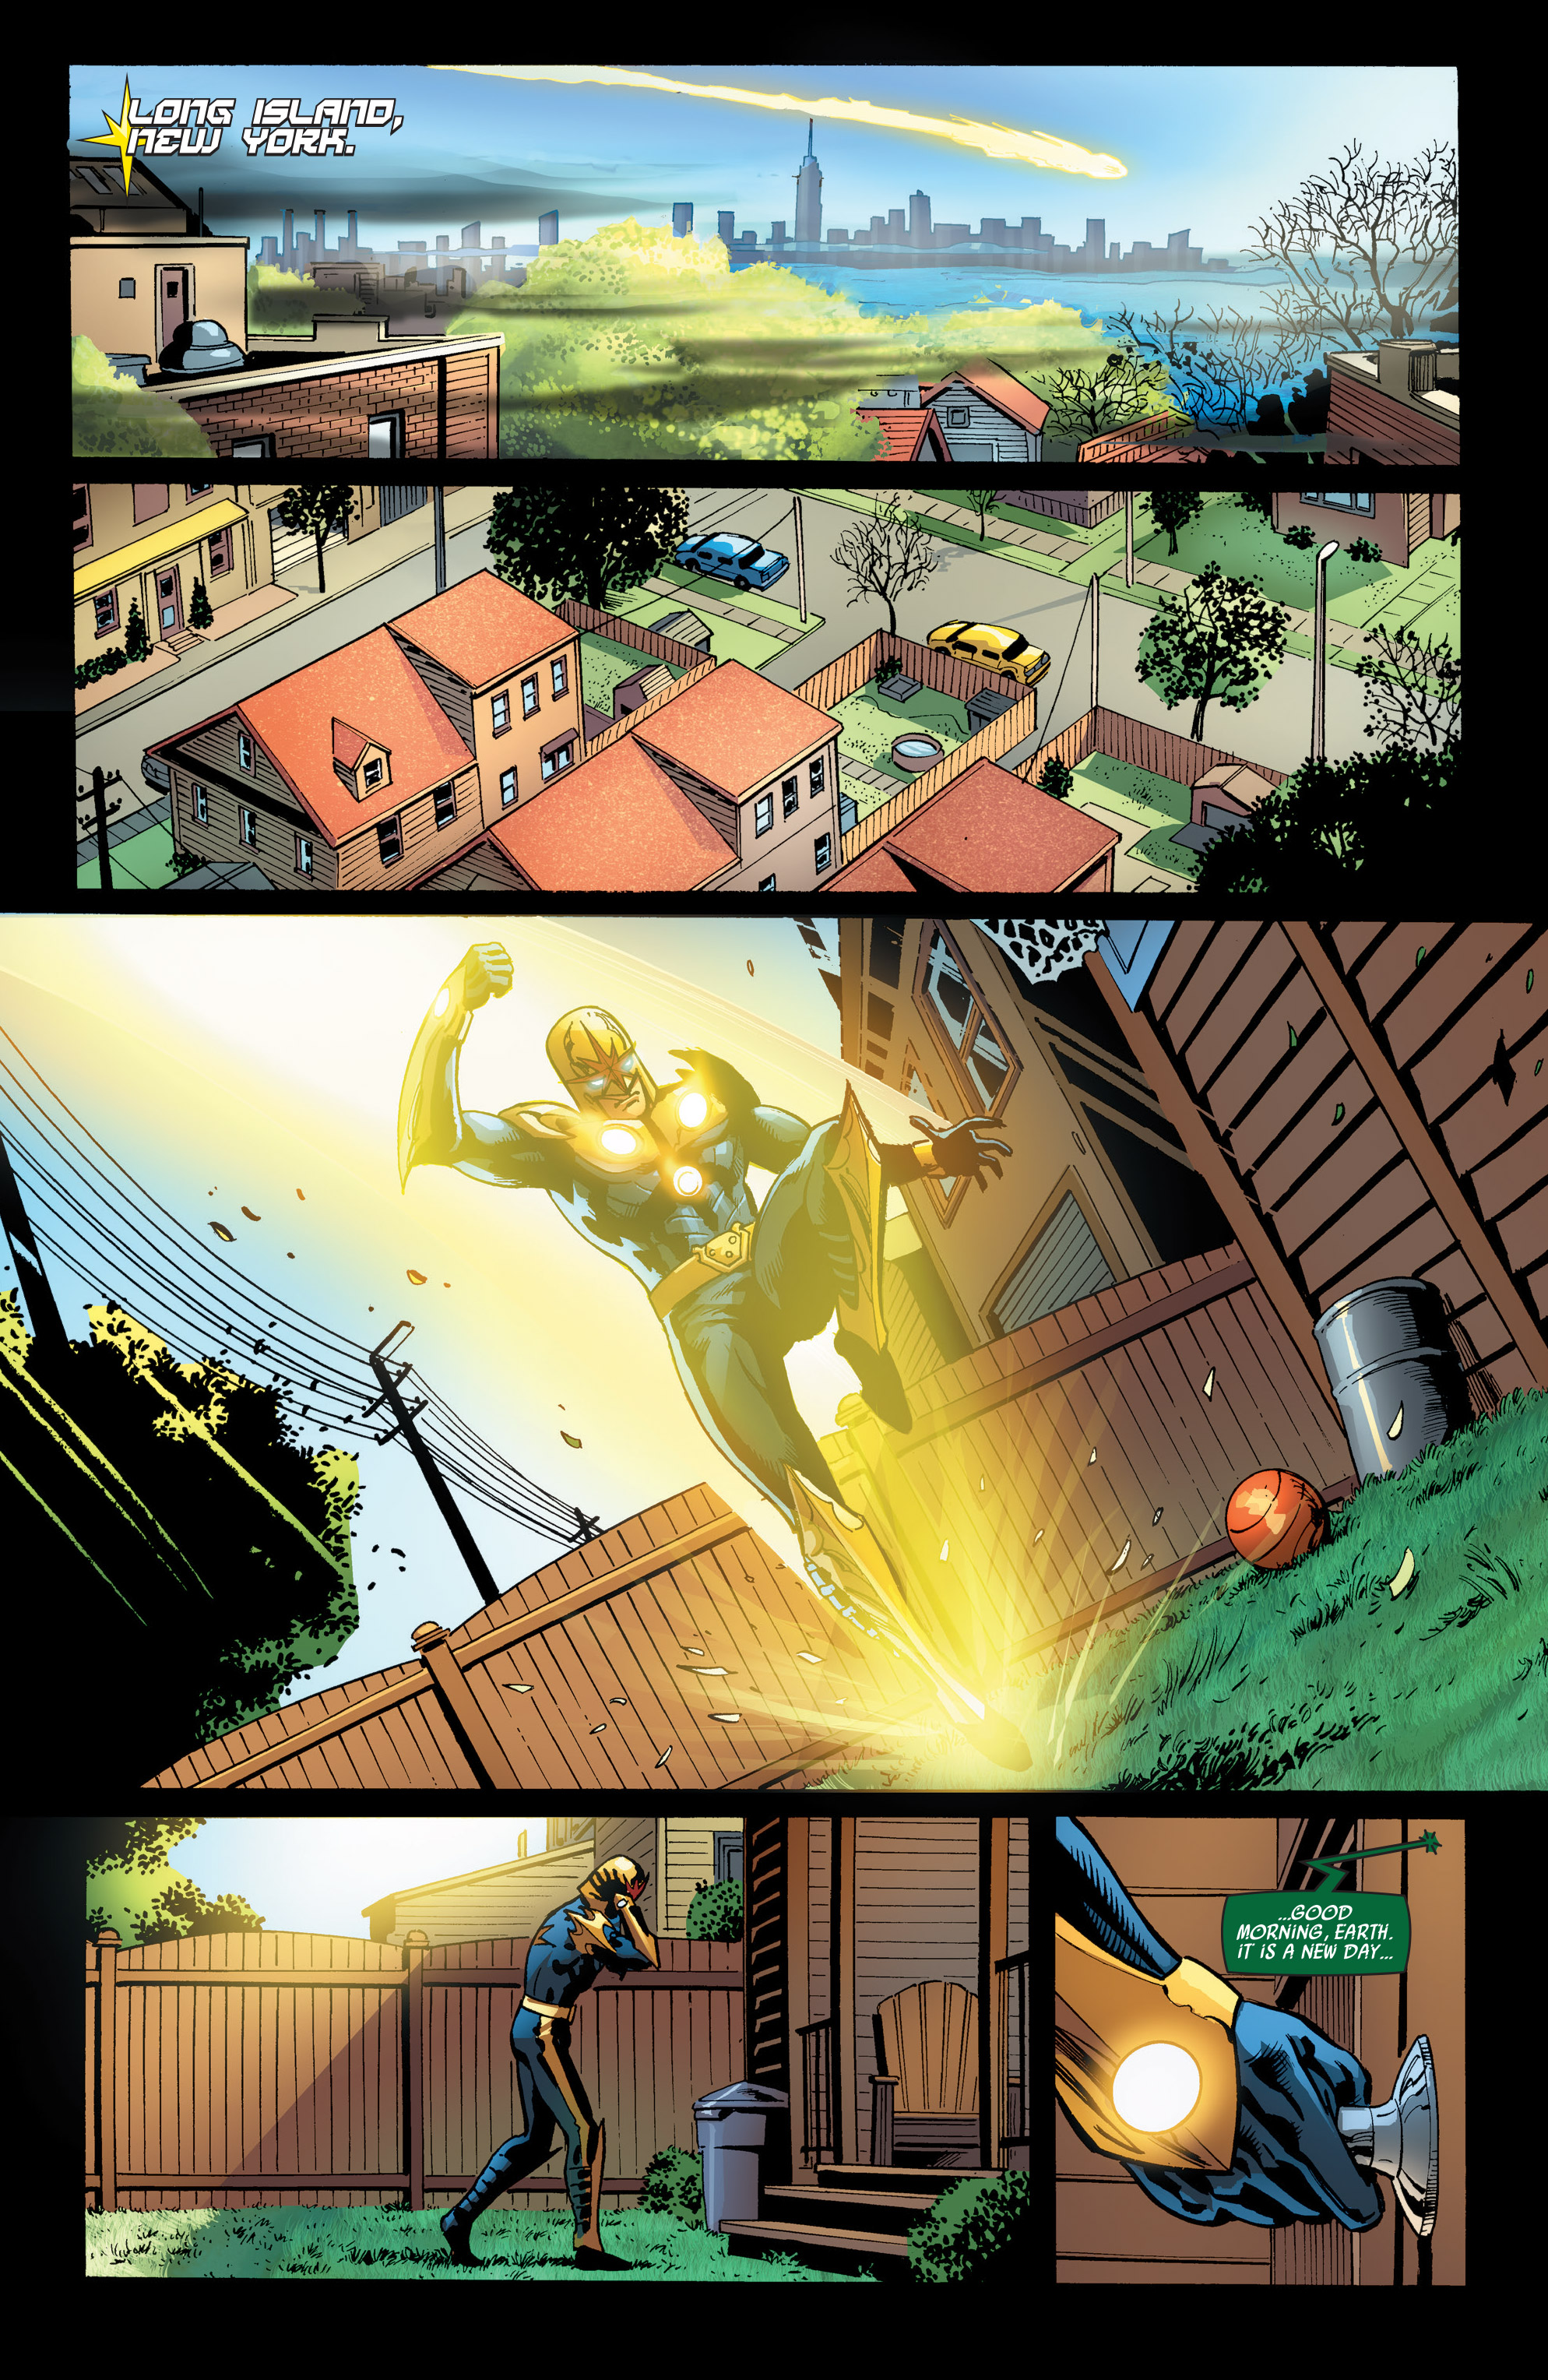 LONG ISLAND,
NEW YORK.
...GOOD
MORNING, EARTH.
IT IS A NEW DAY...